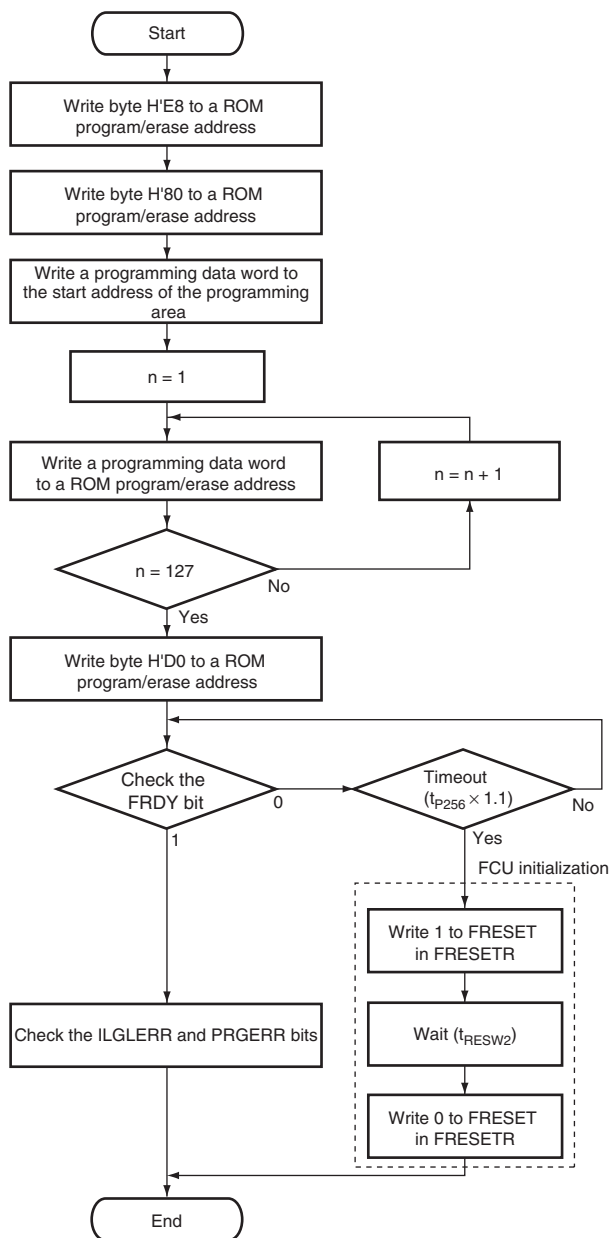 Start
Write byte H'E8 to a ROM
program/erase address
Write byte H'80 to a ROM
program/erase address
Write a programming data word to
the start address of the programming
area
n = 1
Write a programming data word
to a ROM program/erase address
n = n + 1
n = 127
No
Yes
Write byte H'D0 to a ROM
program/erase address
Check the
FRDY bit
0
1
Timeout
(tP256 × 1.1)
No
Yes
FCU initialization
Write 1 to FRESET
in FRESETR
Check the ILGLERR and PRGERR bits
Wait (tRESW2)
Write 0 to FRESET
in FRESETR
End